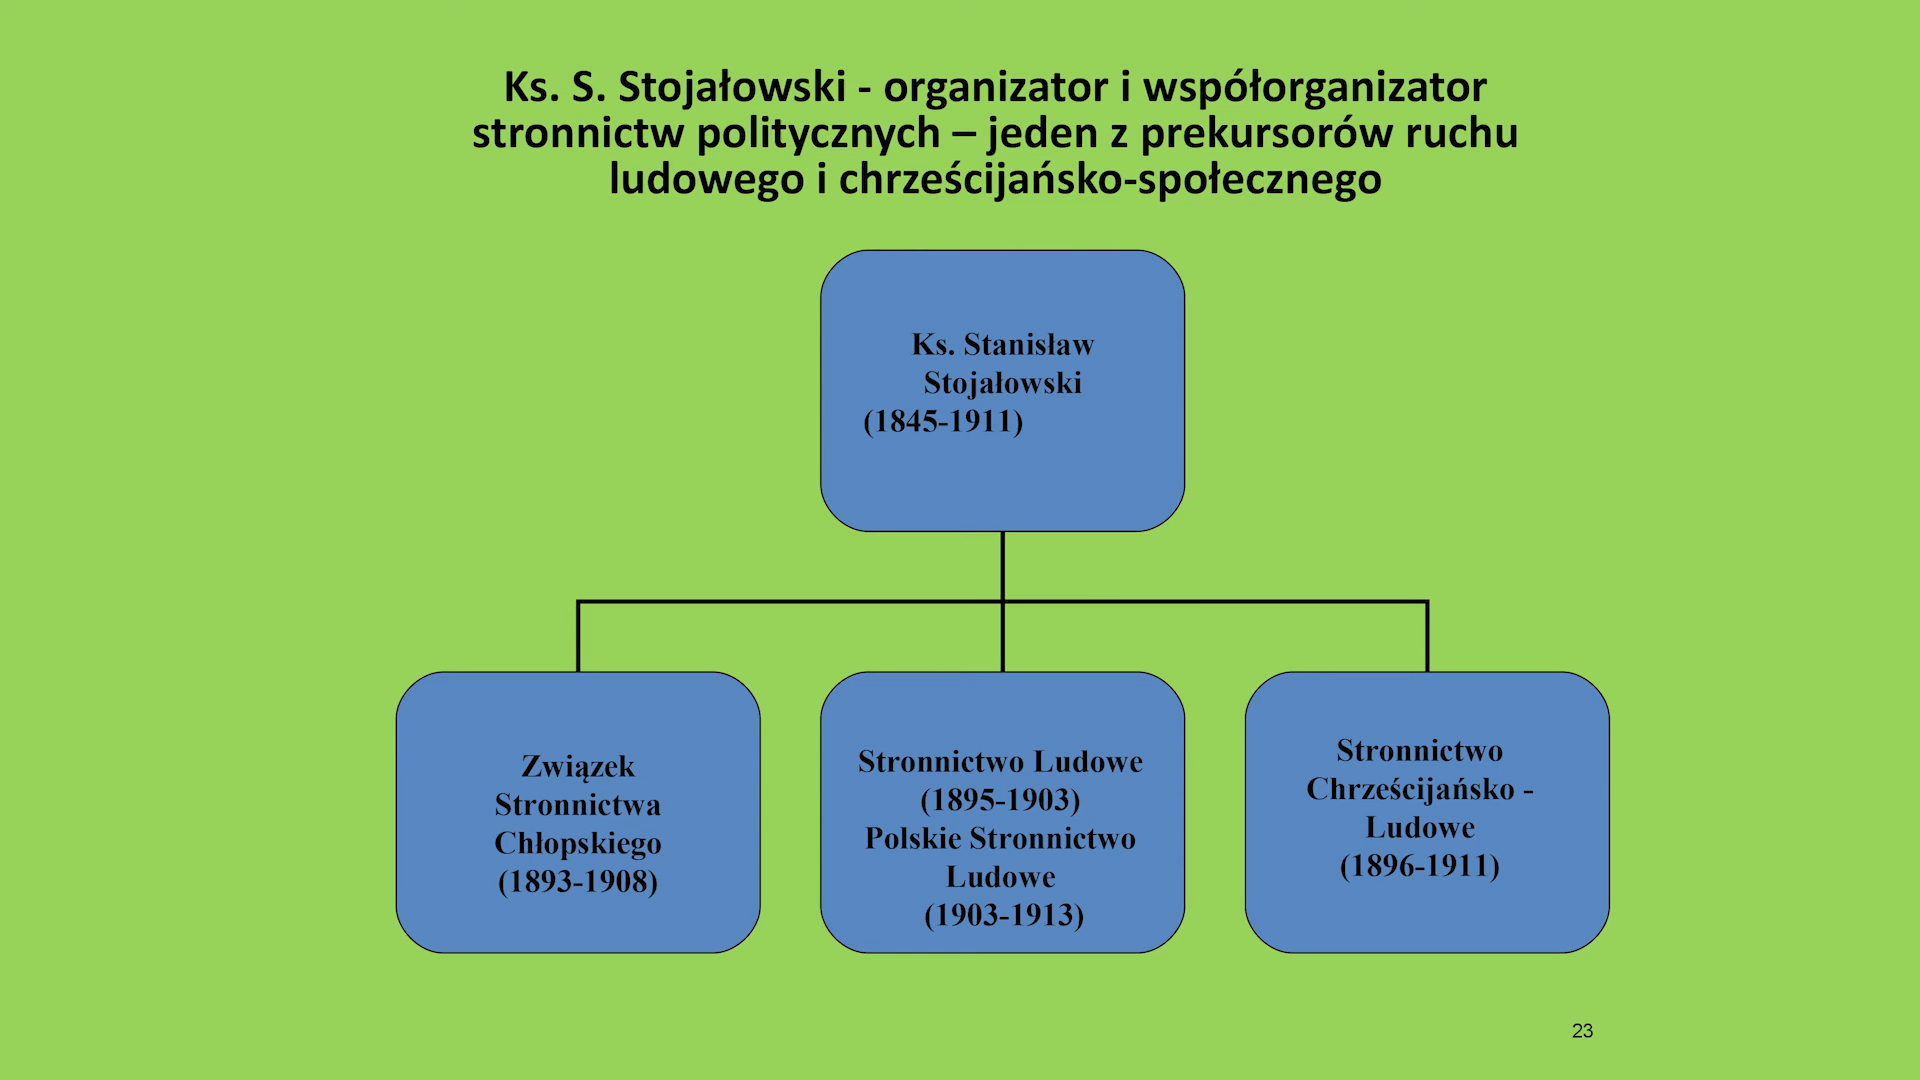 Ks. S. Stojałowski - organizator i współorganizator
stronnictw politycznych – jeden z prekursorów ruchu
ludowego i chrześcijańsko-społecznego
Ks. Stanisław
Stojałowski
(1845-1911)
Związek
Stronnictwa
Chłopskiego
(1893-1908)
Stronnictwo Ludowe
(1895-1903)
Polskie Stronnictwo
Ludowe
(1903-1913)
Stronnictwo
Chrześcijańsko -
Ludowe
(1896-1911)
23